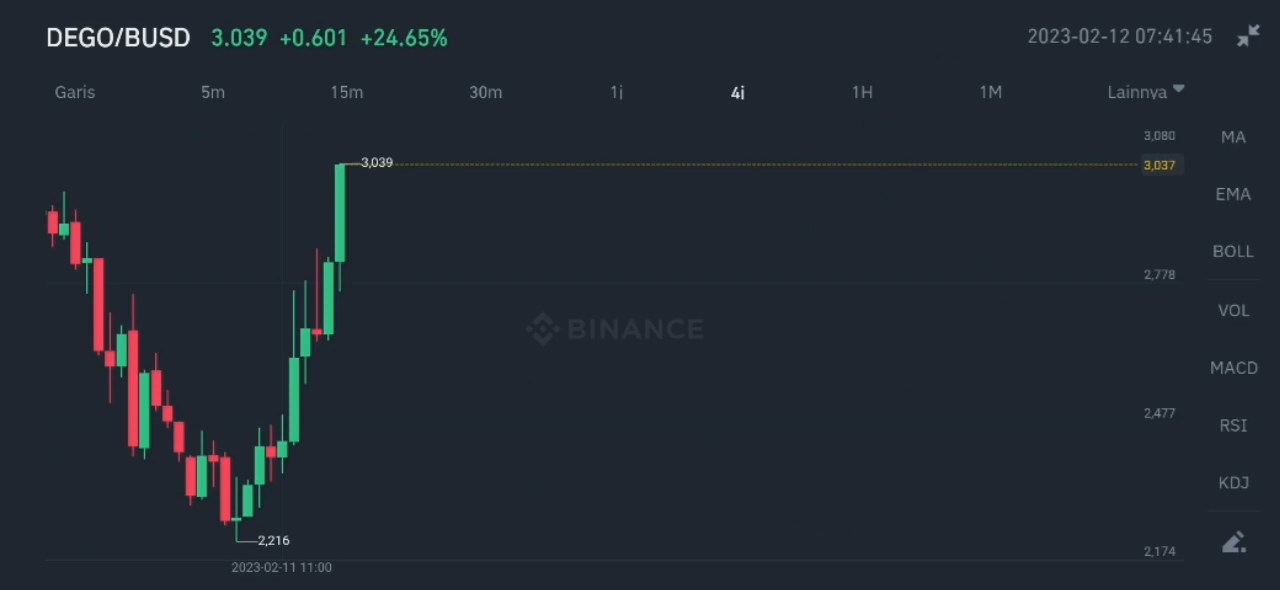 DEGO/BUSD 3.039 +0.601 +24.65% 2023-02-12 07:41:45
Garis 5m 15m 30m 1j 4j 1H 1M Lainnya
3,080 MA
3,039
3,037
EMA
BOLL
2,778
VOL
BINANCE
MACD
2,477
RSI
KDJ
2,216
2,174
2023-02-11 11:00